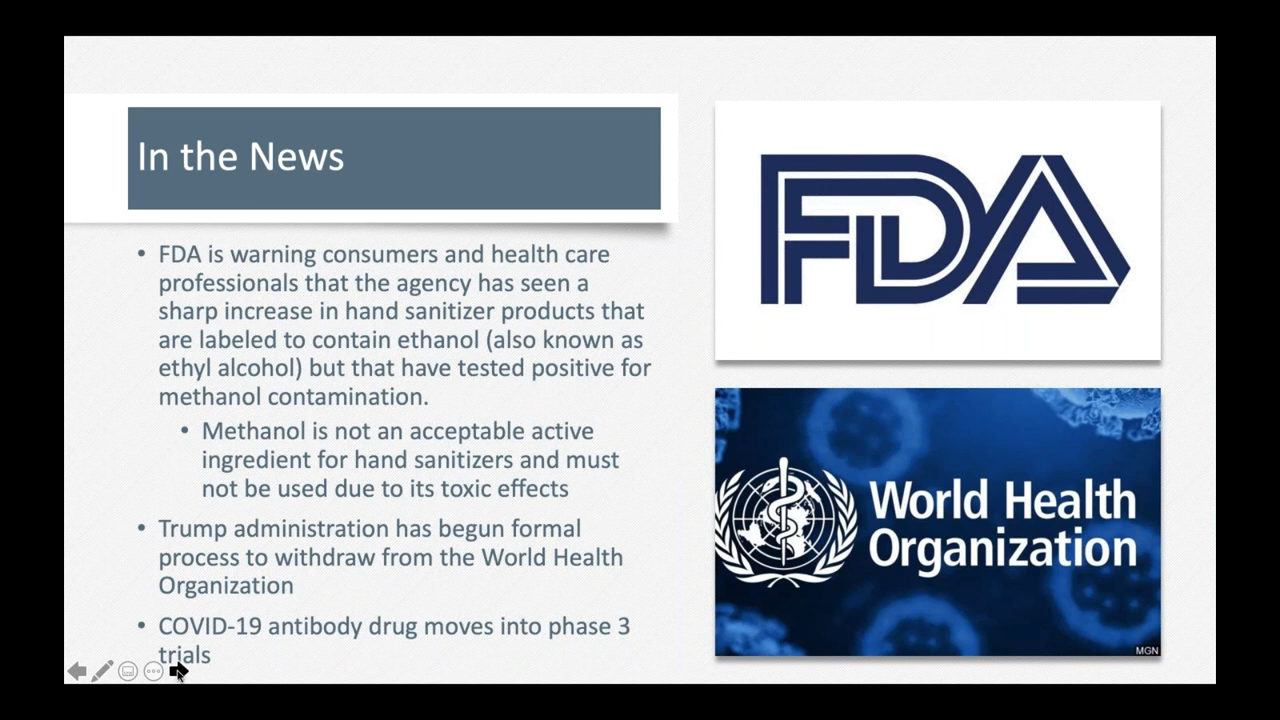 In the News
• FDA is warning consumers and health care
professionals that the agency has seen a
sharp increase in hand sanitizer products that
are labeled to contain ethanol (also known as
ethyl alcohol) but that have tested positive for
methanol contamination.
• Methanol is not an acceptable active
ingredient for hand sanitizers and must
not be used due to its toxic effects
• Trump administration has begun formal
process to withdraw from the World Health
Organization
• COVID-19 antibody drug moves into phase 3
trials
FDA
World Health
Organization
MGN